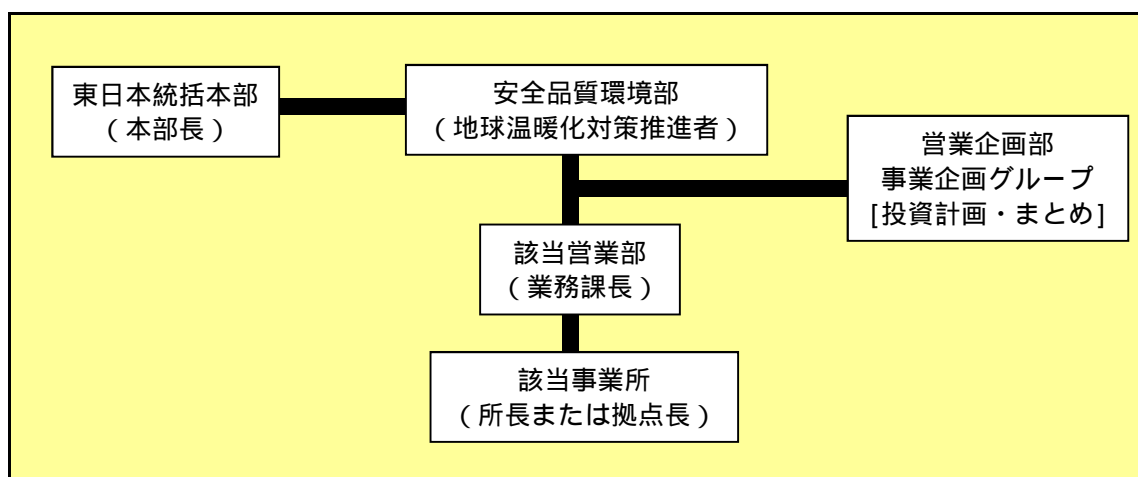 東日本統括本部
（本部長）
安全品質環境部
（地球温暖化対策推進者）
営業企画部
事業企画グループ
[投資計画・まとめ]
該当営業部
（業務課長）
該当事業所
（所長または拠点長）